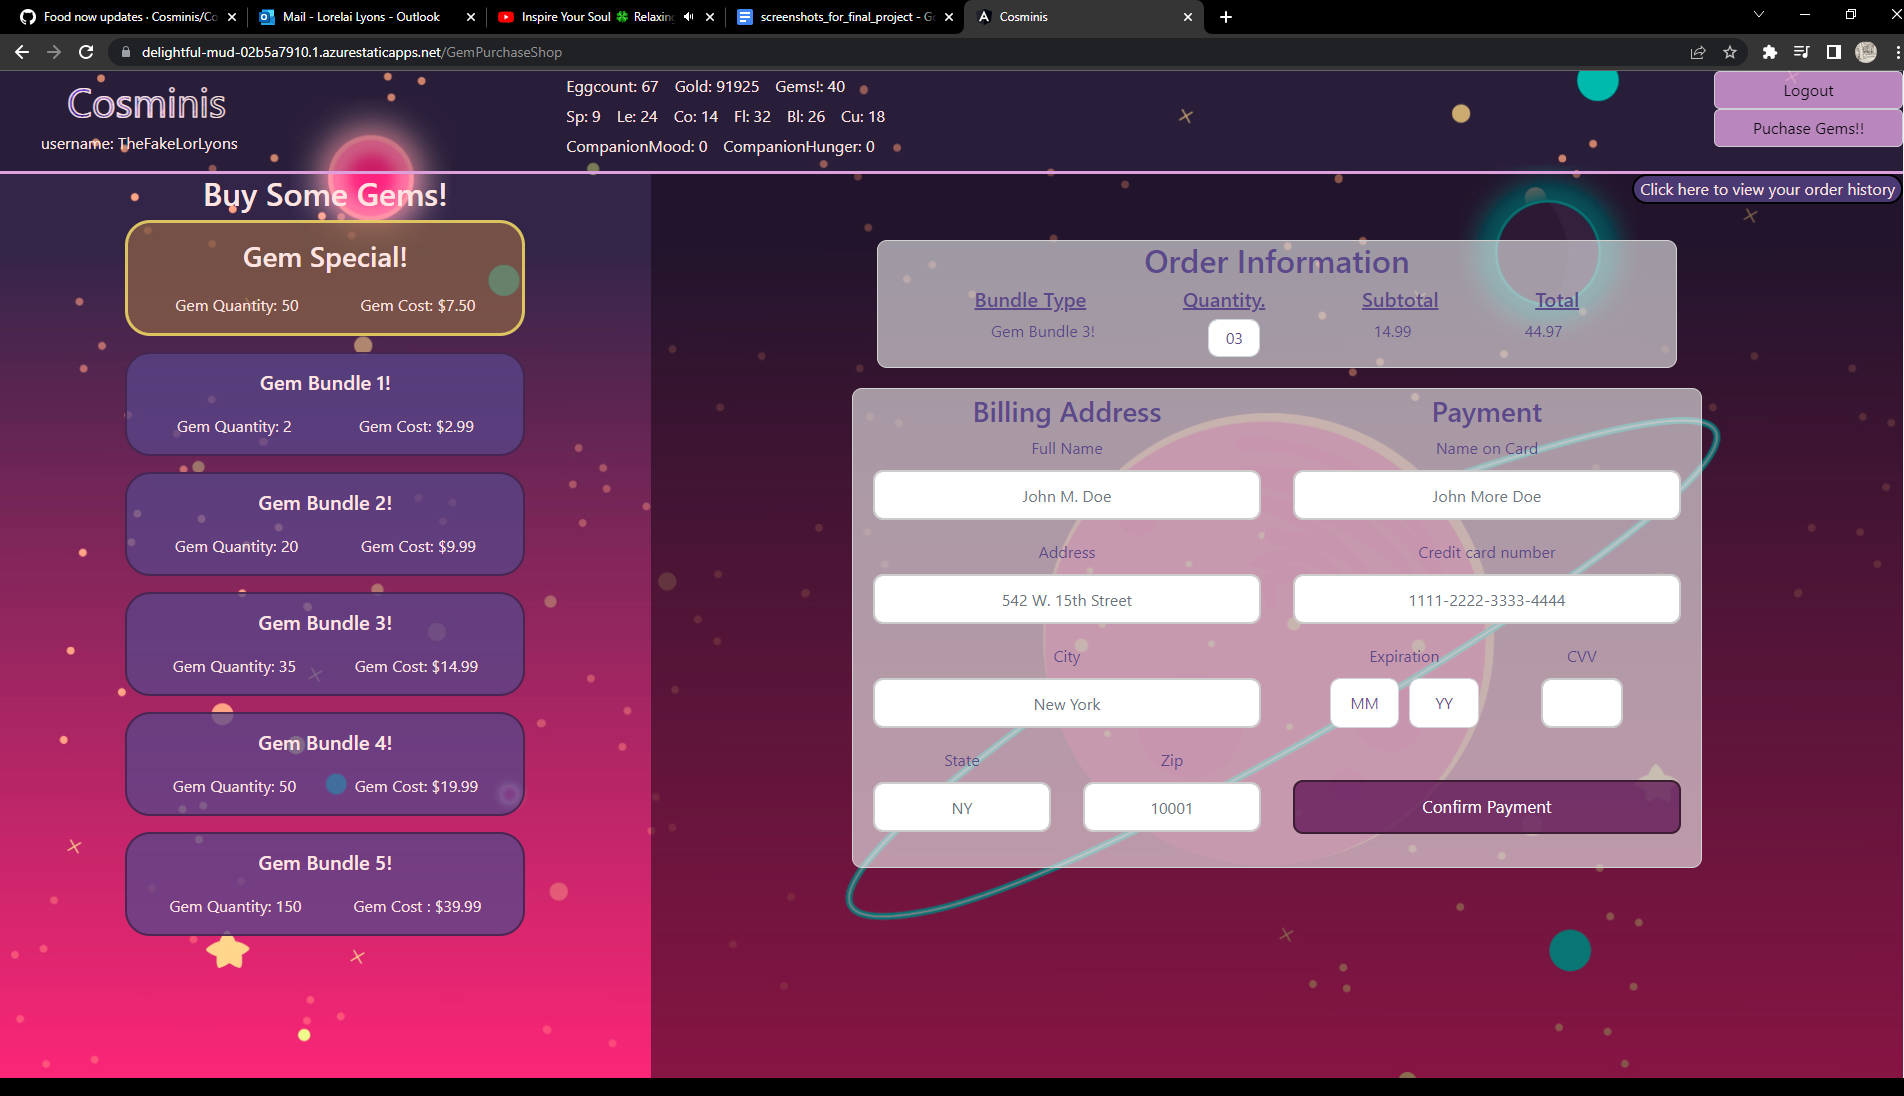 Food now updates · Cosminis/Co
Mail - Lorelai Lyons - Outlook
Inspire Your Soul 🍀 Relaxing
screenshots_for_final_project - Go
Cosminis
delightful-mud-02b5a7910.1.azurestaticapps.net/GemPurchaseShop
Cosminis
username: TheFakeLorLyons
Eggcount: 67 Gold: 91925 Gems!: 40
Sp: 9 Le: 24 Co: 14 Fl: 32 Bl: 26 Cu: 18
CompanionMood: 0 CompanionHunger: 0
Logout
Puchase Gems!!
Click here to view your order history
Buy Some Gems!
Gem Special!
Gem Quantity: 50 Gem Cost: $7.50
Gem Bundle 1!
Gem Quantity: 2 Gem Cost: $2.99
Gem Bundle 2!
Gem Quantity: 20 Gem Cost: $9.99
Gem Bundle 3!
Gem Quantity: 35 Gem Cost: $14.99
Gem Bundle 4!
Gem Quantity: 50 Gem Cost: $19.99
Gem Bundle 5!
Gem Quantity: 150 Gem Cost : $39.99
Order Information
Bundle Type Quantity. Subtotal Total
Gem Bundle 3! 03 14.99 44.97
Billing Address
Full Name
John M. Doe
Address
542 W. 15th Street
City
New York
State Zip
NY 10001
Payment
Name on Card
John More Doe
Credit card number
1111-2222-3333-4444
Expiration CVV
MM YY
Confirm Payment